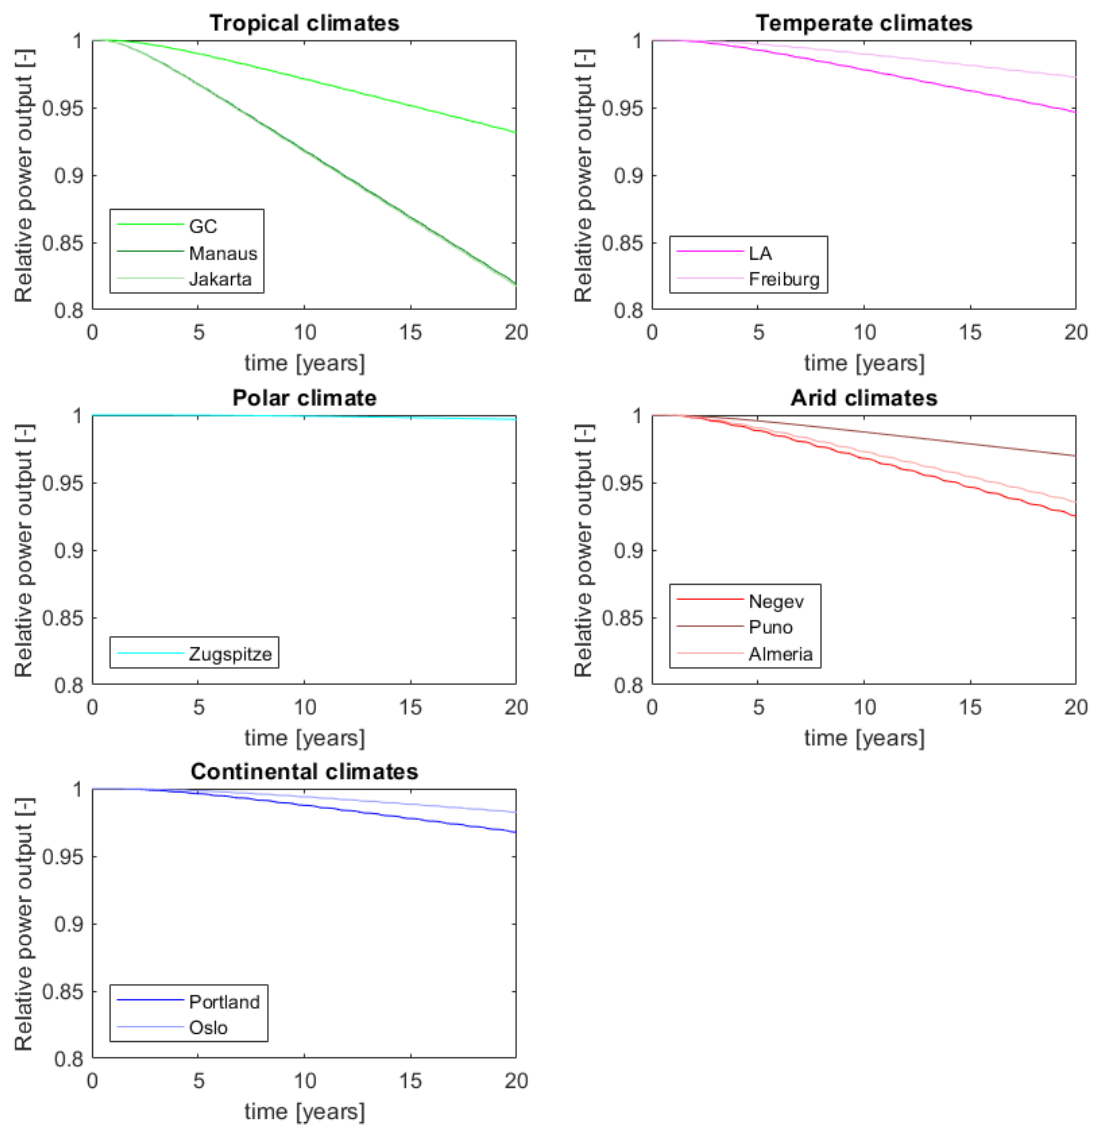 Tropical climates
Relative power output [-]
1
0.95
0.9
0.85
0.8
GC
Manaus
Jakarta
0 5 10 15 20
time [years]
Temperate climates
Relative power output [-]
1
0.95
0.9
0.85
0.8
LA
Freiburg
0 5 10 15 20
time [years]
Polar climate
Relative power output [-]
1
0.95
0.9
0.85
0.8
Zugspitze
0 5 10 15 20
time [years]
Arid climates
Relative power output [-]
1
0.95
0.9
0.85
0.8
Negev
Puno
Almeria
0 5 10 15 20
time [years]
Continental climates
Relative power output [-]
1
0.95
0.9
0.85
0.8
Portland
Oslo
0 5 10 15 20
time [years]